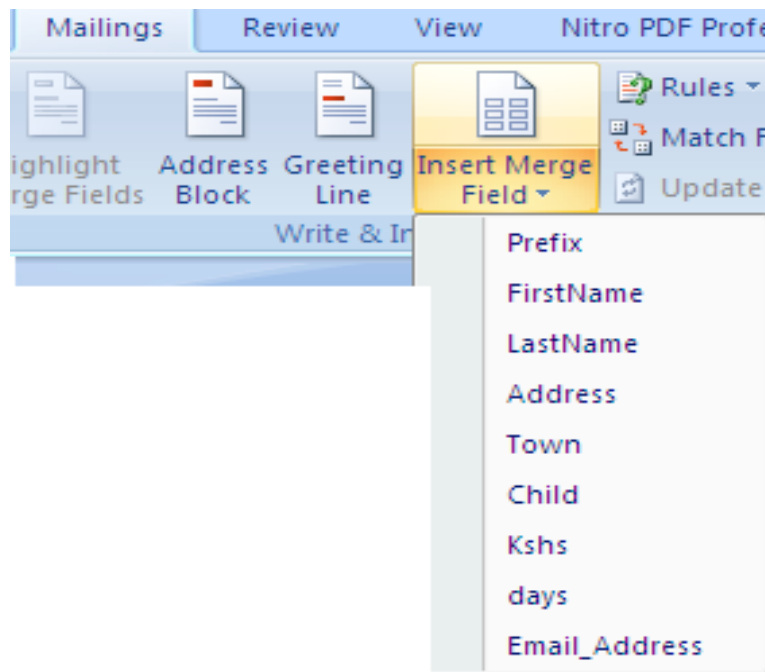 Mailings Review View Nitro PDF Profe
Rules
Match F
Update
ighlight Address Greeting Insert Merge
rge Fields Block Line Field
Write & In
Prefix
FirstName
LastName
Address
Town
Child
Kshs
days
Email_Address